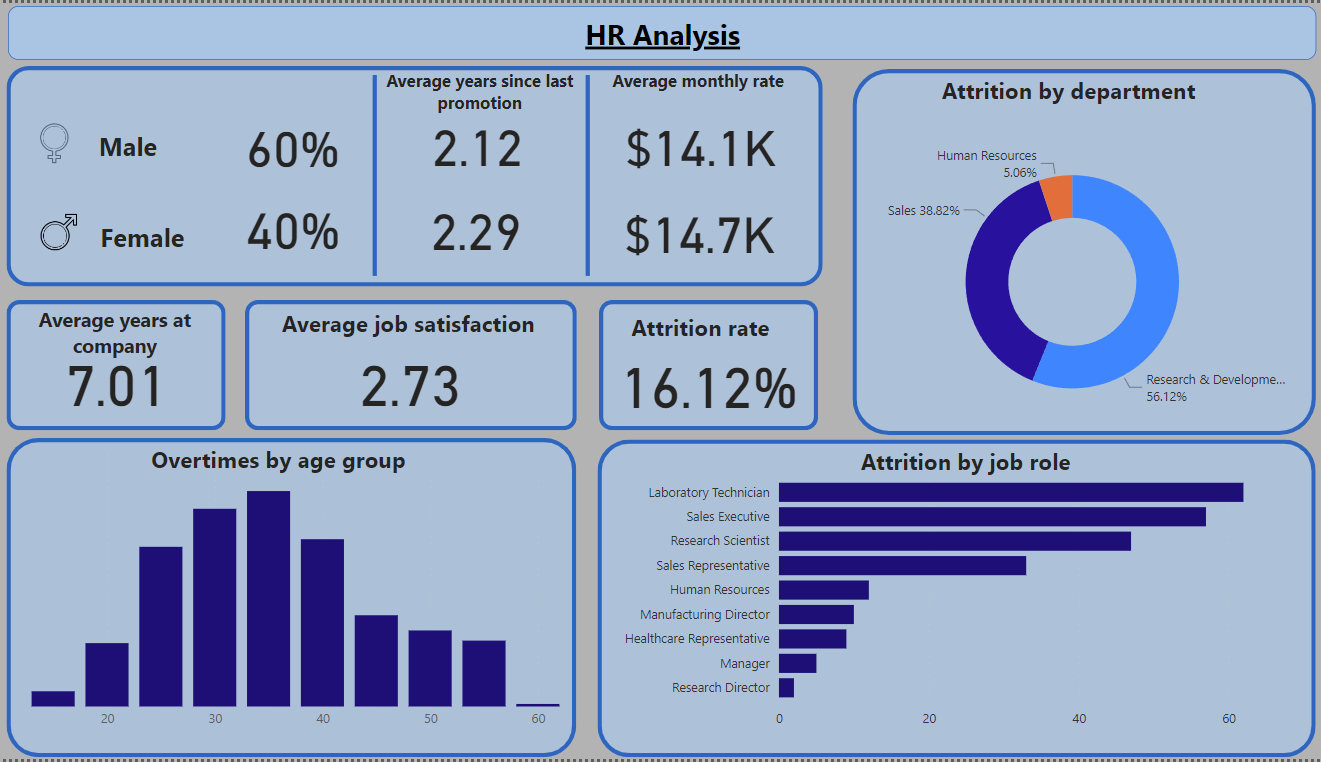 HR Analysis
Average years since last
promotion
Average monthly rate
Male
60%
2.12
$14.1K
Female
40%
2.29
$14.7K
Attrition by department
Human Resources
5.06%
Sales 38.82%
Research & Developme...
56.12%
Average years at
company
7.01
Average job satisfaction
2.73
Attrition rate
16.12%
Overtimes by age group
20
30
40
50
60
Attrition by job role
Laboratory Technician
Sales Executive
Research Scientist
Sales Representative
Human Resources
Manufacturing Director
Healthcare Representative
Manager
Research Director
0
20
40
60